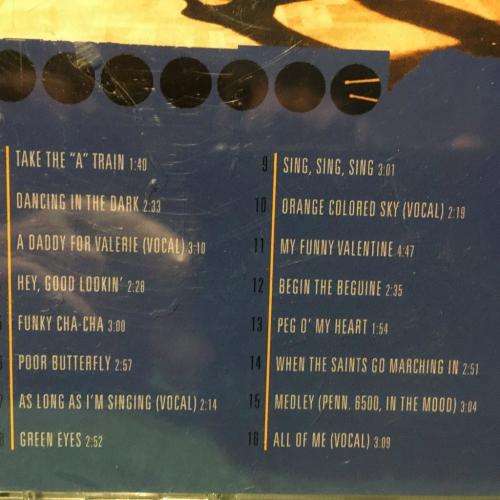 TAKE THE "A" TRAIN 1:40
DANCING IN THE DARK 2:33
A DADDY FOR VALERIE (VOCAL) 3:10
HEY, GOOD LOOKIN' 2:28
FUNKY CHA-CHA 3:00
POOR BUTTERFLY 2:57
AS LONG AS I'M SINGING (VOCAL) 2:14
GREEN EYES 2:52
9 SING, SING, SING 3:01
10 ORANGE COLORED SKY (VOCAL) 2:19
11 MY FUNNY VALENTINE 4:47
12 BEGIN THE BEGUINE 2:35
13 PEG O' MY HEART 1:54
14 WHEN THE SAINTS GO MARCHING IN 2:51
15 MEDLEY (PENN. 6500, IN THE MOOD) 3:04
16 ALL OF ME (VOCAL) 3:09